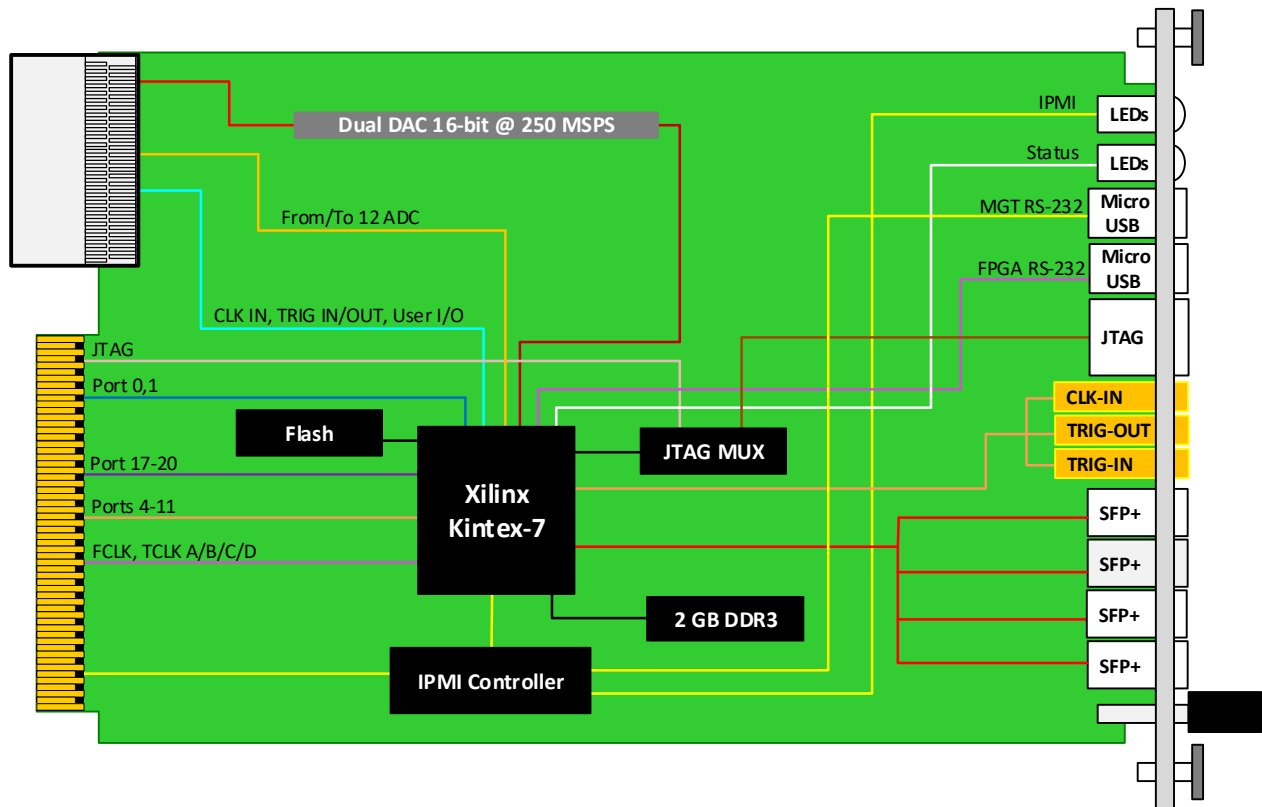 IPMI
LEDs
Dual DAC 16-bit @ 250 MSPS
Status
LEDs
MGT RS-232
Micro
USB
From/To 12 ADC
FPGA RS-232
Micro
USB
CLK IN, TRIG IN/OUT, User I/O
JTAG
JTAG
Port 0,1
CLK-IN
Flash
TRIG-OUT
JTAG MUX
TRIG-IN
Port 17-20
Xilinx
Kintex-7
Ports 4-11
SFP+
FCLK, TCLK A/B/C/D
SFP+
2 GB DDR3
SFP+
IPMI Controller
SFP+